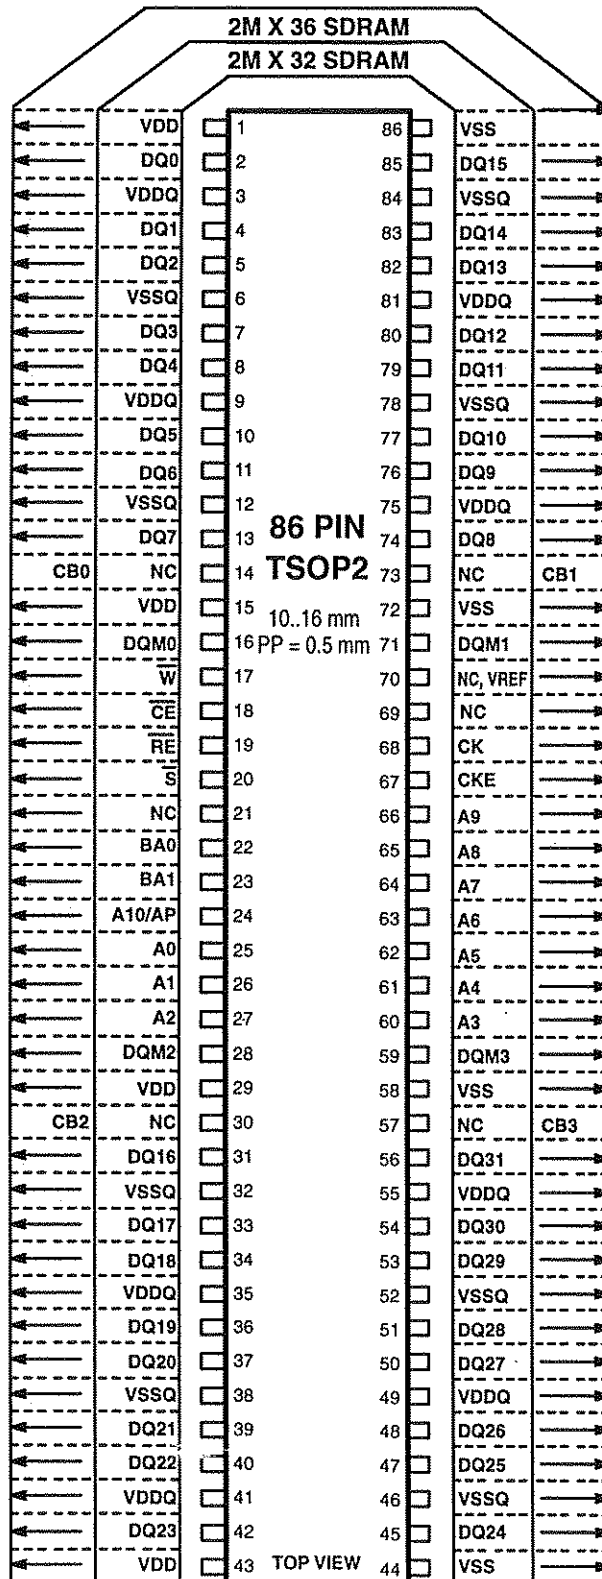 2M X 36 SDRAM
2M X 32 SDRAM
VDD 1 86 VSS
DQ0 2 85 DQ15
VDDQ 3 84 VSSQ
DQ1 4 83 DQ14
DQ2 5 82 DQ13
VSSQ 6 81 VDDQ
DQ3 7 80 DQ12
DQ4 8 79 DQ11
VDDQ 9 78 VSSQ
DQ5 10 77 DQ10
DQ6 11 76 DQ9
VSSQ 12 75 VDDQ
DQ7 13 86 PIN 74 DQ8
CB0 NC 14 TSOP2 73 NC CB1
VDD 15 10..16 mm 72 VSS
DQM0 16 PP = 0.5 mm 71 DQM1
W̅ 17 70 NC, VREF
C̅E̅ 18 69 NC
R̅E̅ 19 68 CK
S̅ 20 67 CKE
NC 21 66 A9
BA0 22 65 A8
BA1 23 64 A7
A10/AP 24 63 A6
A0 25 62 A5
A1 26 61 A4
A2 27 60 A3
DQM2 28 59 DQM3
VDD 29 58 VSS
CB2 NC 30 57 NC CB3
DQ16 31 56 DQ31
VSSQ 32 55 VDDQ
DQ17 33 54 DQ30
DQ18 34 53 DQ29
VDDQ 35 52 VSSQ
DQ19 36 51 DQ28
DQ20 37 50 DQ27
VSSQ 38 49 VDDQ
DQ21 39 48 DQ26
DQ22 40 47 DQ25
VDDQ 41 46 VSSQ
DQ23 42 45 DQ24
VDD 43 TOP VIEW 44 VSS